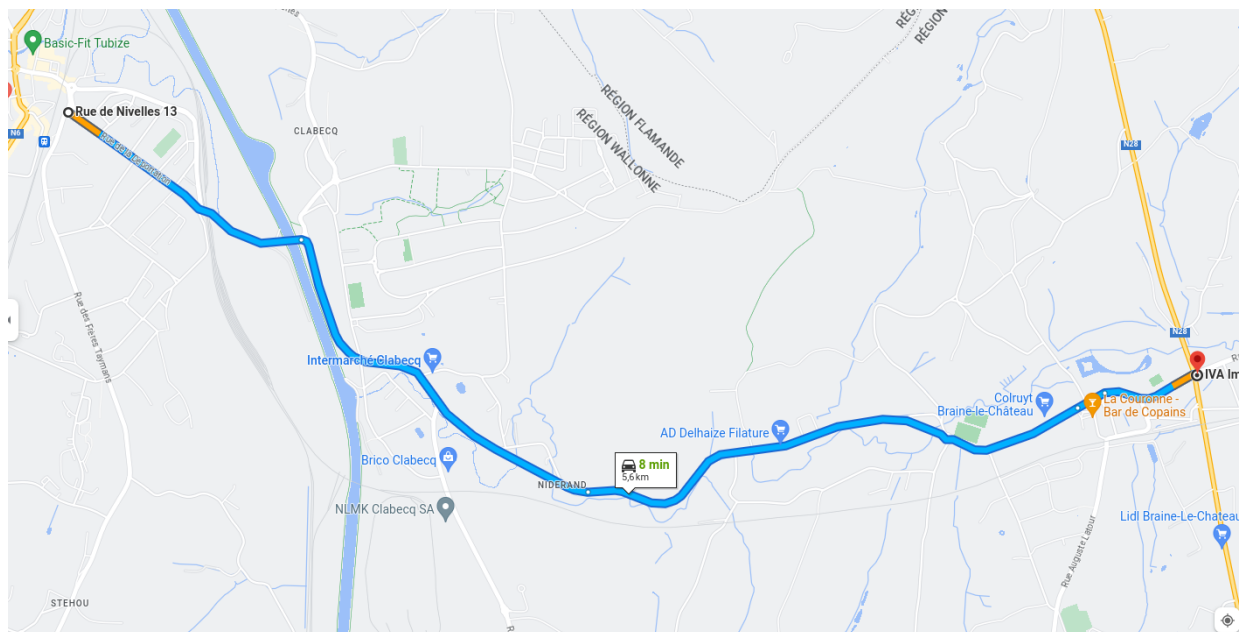 Basic-Fit Tubize
RÉGION FLAMANDE
RÉGION WALLONNE
Rue de Nivelles 13
N6
CLABECQ
N28
Rue des Frères Taymans
N28
Intermarché Clabecq
IVA Im
Colruyt
Braine-le-Château
La Couronne -
Bar de Copains
AD Delhaize Filature
Brico Clabecq
8 min
5,6 km
NIDERAND
NLMK Clabecq SA
Lidl Braine-Le-Chateau
Rue Auguste Latour
STEHOU